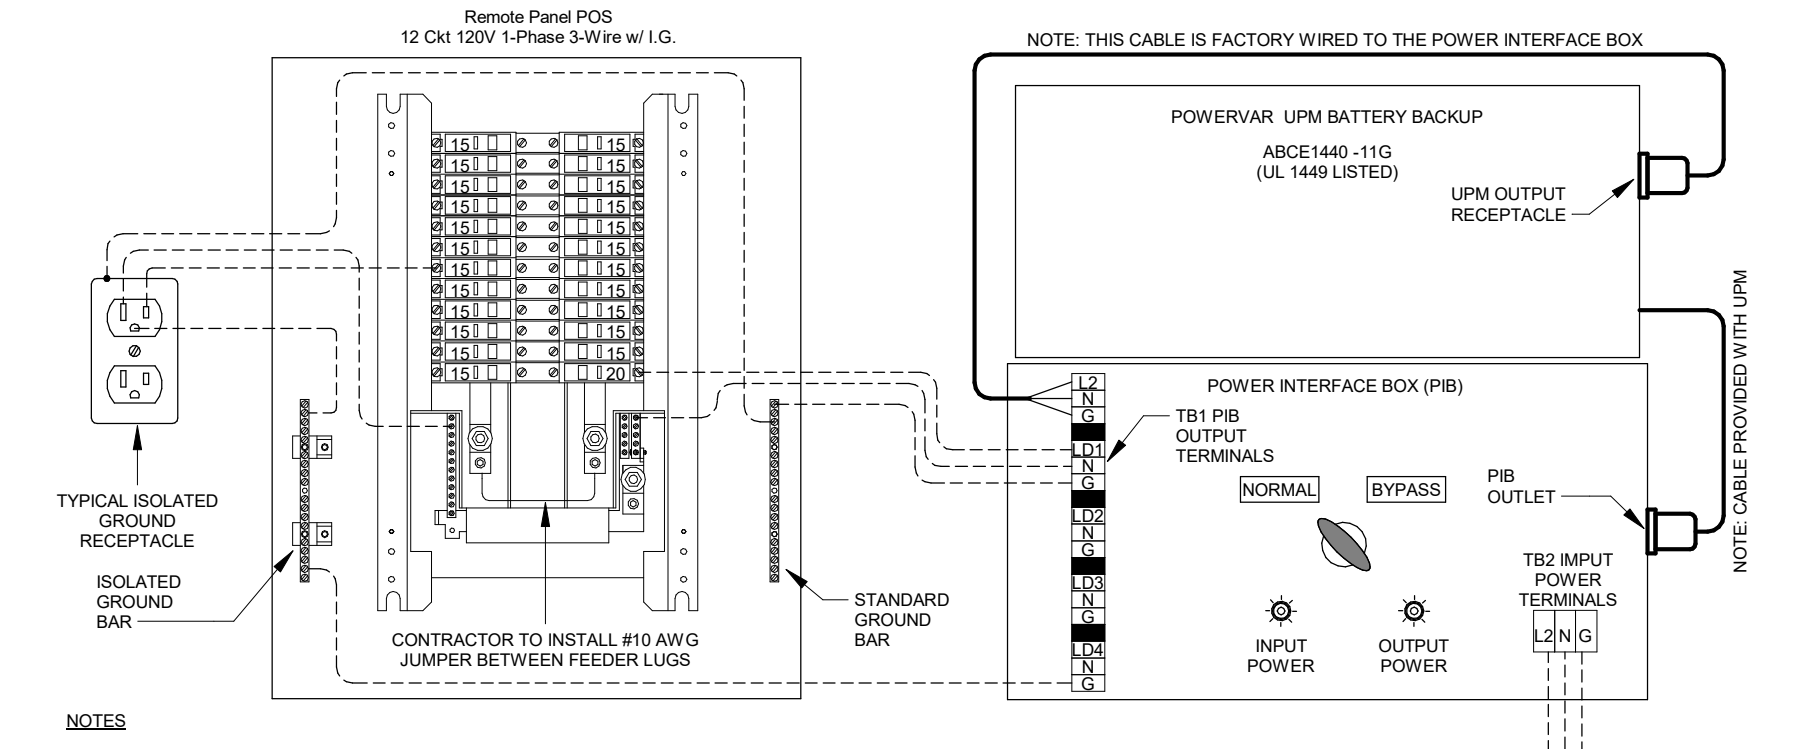 Remote Panel POS
12 Ckt 120V 1-Phase 3-Wire w/ I.G.
NOTE: THIS CABLE IS FACTORY WIRED TO THE POWER INTERFACE BOX
POWERVAR UPM BATTERY BACKUP
ABCE1440 -11G
(UL 1449 LISTED)
UPM OUTPUT
RECEPTACLE
NOTE: CABLE PROVIDED WITH UPM
15 15
15 15
15 15
15 15
15 15
15 15
15 15
15 15
15 15
15 15
15 15
15 20
TYPICAL ISOLATED
GROUND
RECEPTACLE
ISOLATED
GROUND
BAR
CONTRACTOR TO INSTALL #10 AWG
JUMPER BETWEEN FEEDER LUGS
STANDARD
GROUND
BAR
POWER INTERFACE BOX (PIB)
L2
N
G
LD1
N
G
LD2
N
G
LD3
N
G
LD4
N
G
TB1 PIB
OUTPUT
TERMINALS
NORMAL
BYPASS
PIB
OUTLET
INPUT
POWER
OUTPUT
POWER
TB2 IMPUT
POWER
TERMINALS
L2 N G
NOTES